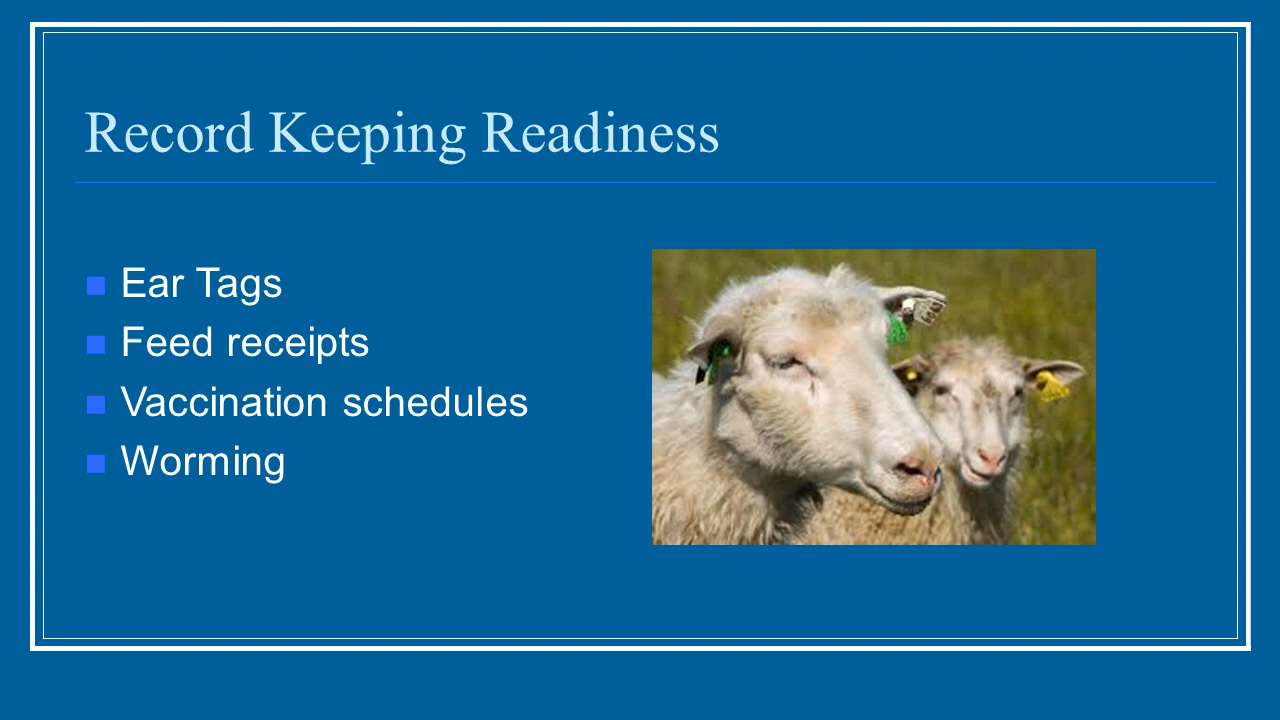 Record Keeping Readiness
Ear Tags
Feed receipts
Vaccination schedules
Worming